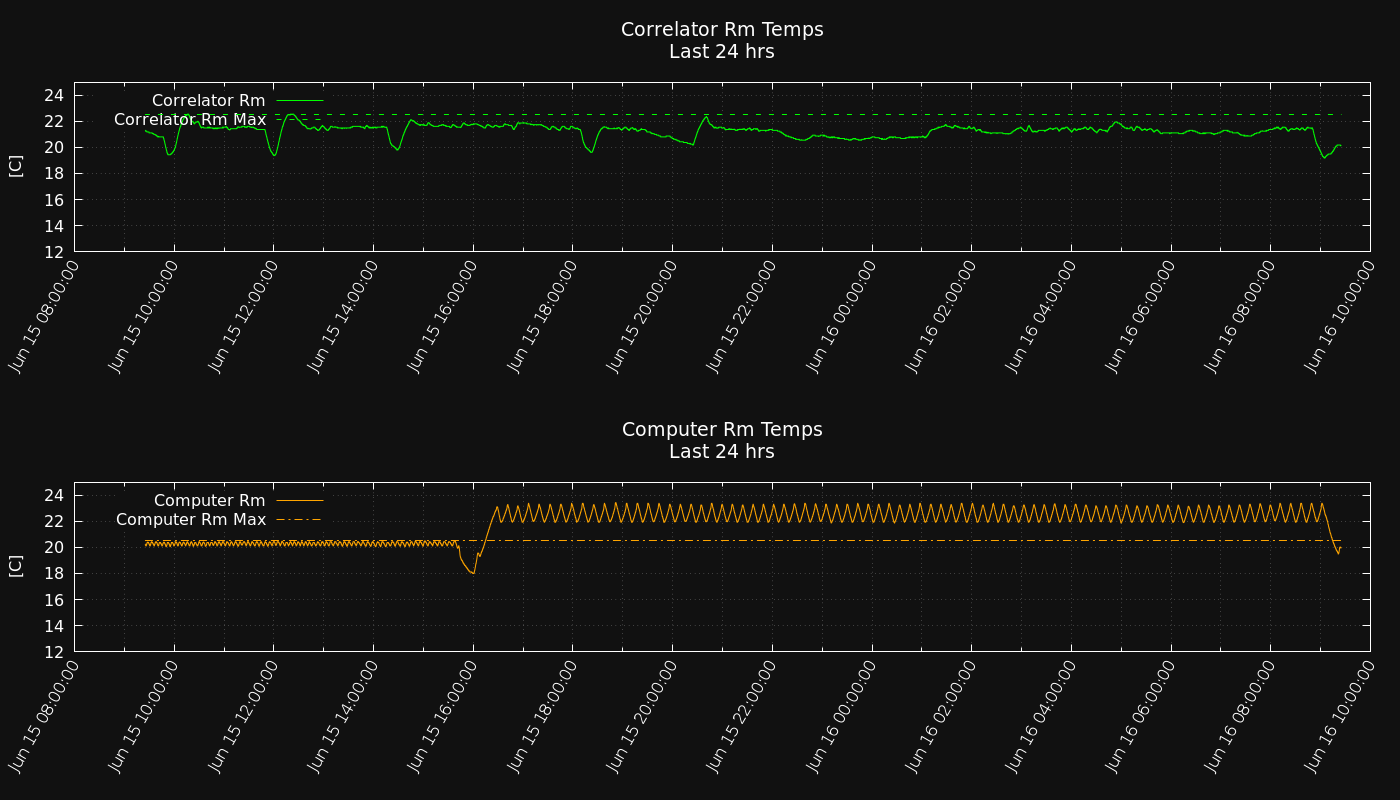 Correlator Rm Temps
Last 24 hrs
24
22
20
18
16
14
12
[C]
Correlator Rm
Correlator Rm Max
Jun 15 08:00:00
Jun 15 10:00:00
Jun 15 12:00:00
Jun 15 14:00:00
Jun 15 16:00:00
Jun 15 18:00:00
Jun 15 20:00:00
Jun 15 22:00:00
Jun 16 00:00:00
Jun 16 02:00:00
Jun 16 04:00:00
Jun 16 06:00:00
Jun 16 08:00:00
Jun 16 10:00:00
Computer Rm Temps
Last 24 hrs
24
22
20
18
16
14
12
[C]
Computer Rm
Computer Rm Max
Jun 15 08:00:00
Jun 15 10:00:00
Jun 15 12:00:00
Jun 15 14:00:00
Jun 15 16:00:00
Jun 15 18:00:00
Jun 15 20:00:00
Jun 15 22:00:00
Jun 16 00:00:00
Jun 16 02:00:00
Jun 16 04:00:00
Jun 16 06:00:00
Jun 16 08:00:00
Jun 16 10:00:00